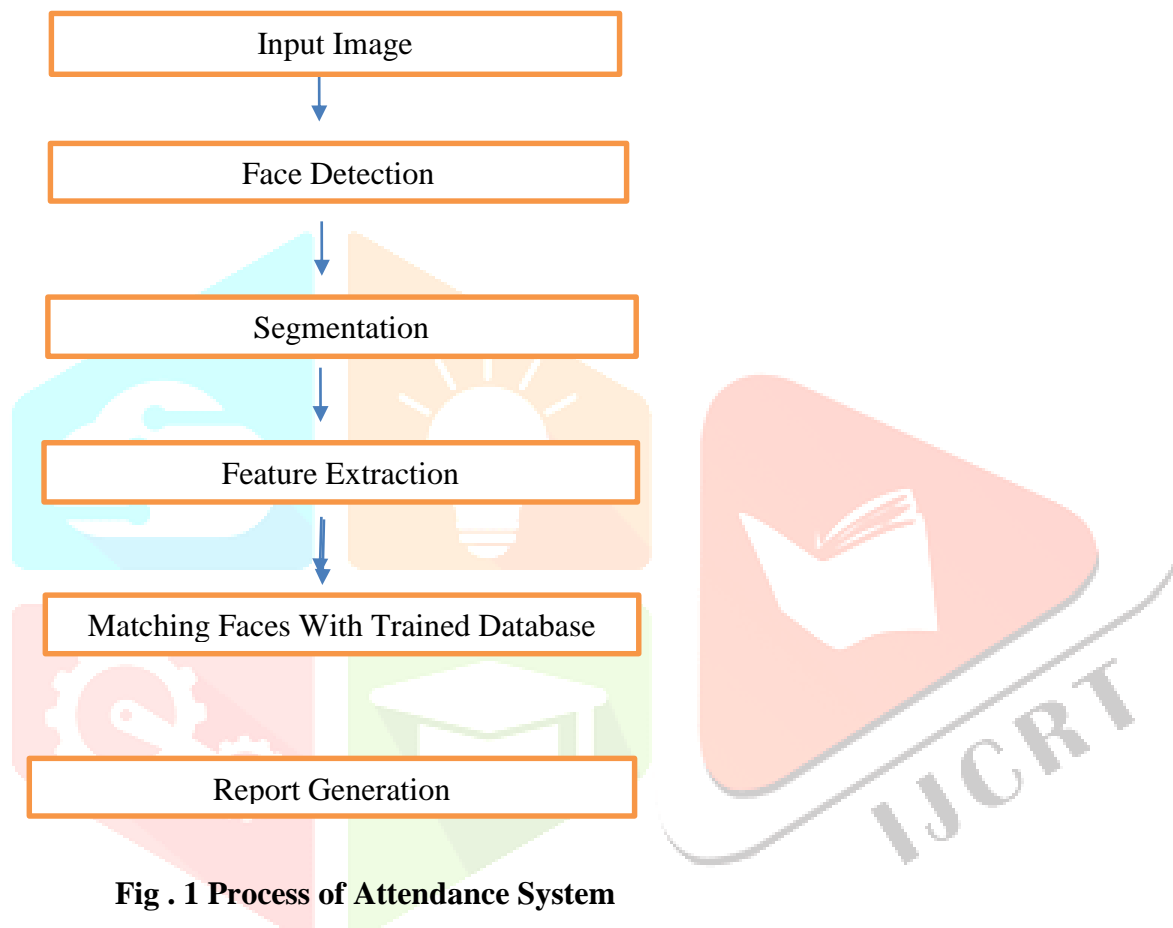 Input Image
Face Detection
Segmentation
Feature Extraction
Matching Faces With Trained Database
Report Generation
IJCRT
Fig . 1 Process of Attendance System